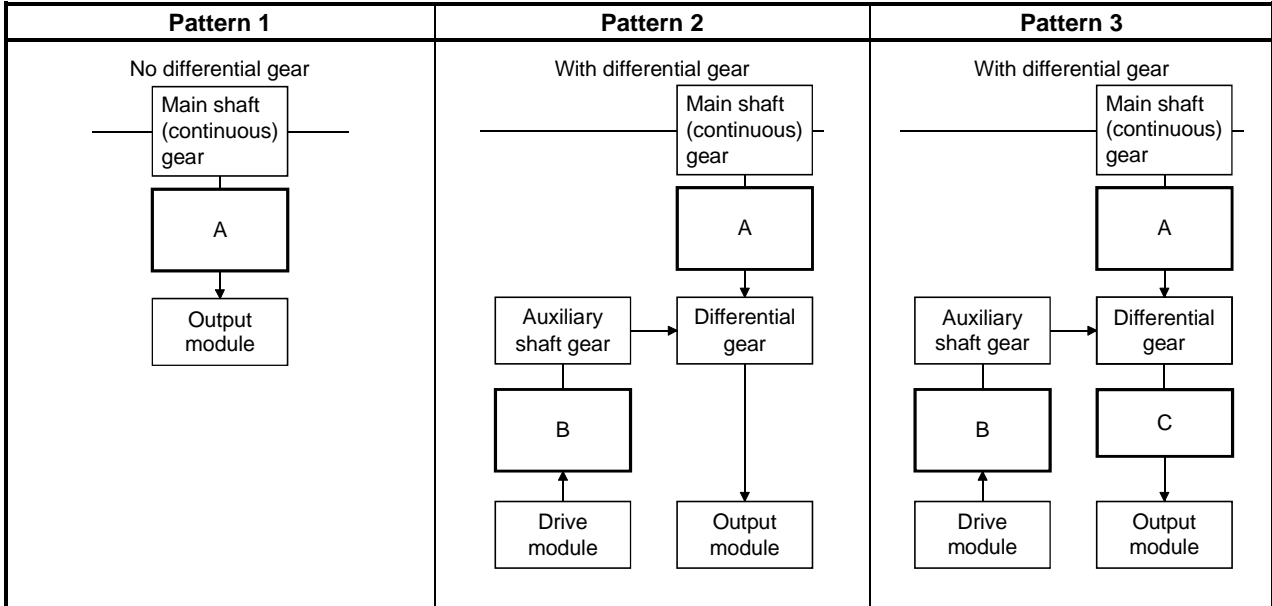 Pattern 1
Pattern 2
Pattern 3
No differential gear
Main shaft
(continuous)
gear
A
Output
module
With differential gear
Main shaft
(continuous)
gear
A
Auxiliary
shaft gear
Differential
gear
B
Drive
module
Output
module
With differential gear
Main shaft
(continuous)
gear
A
Auxiliary
shaft gear
Differential
gear
B
C
Drive
module
Output
module